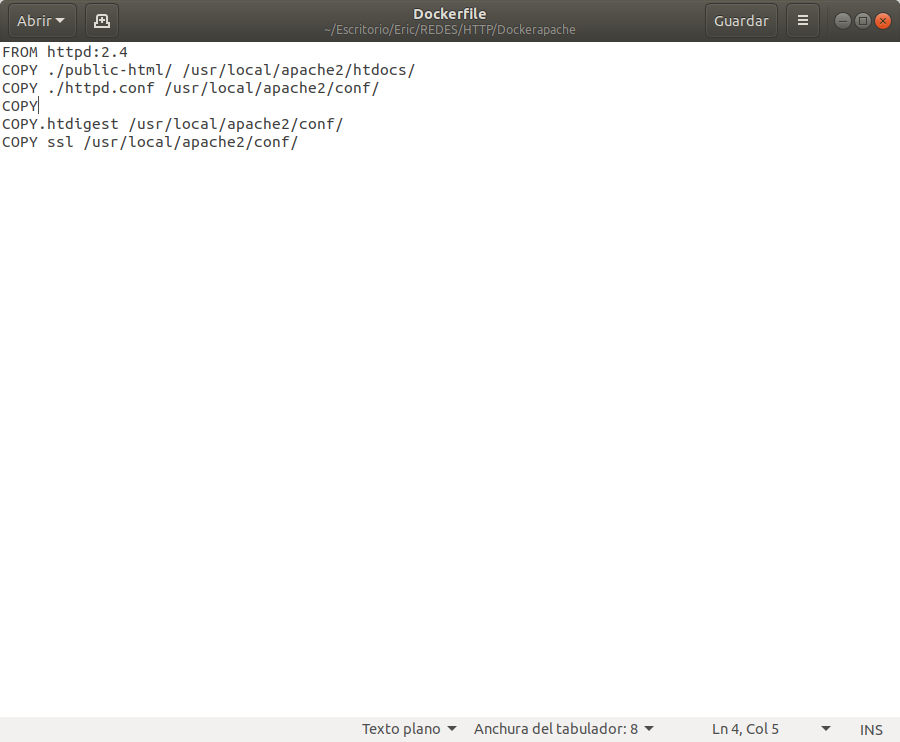 Abrir
Dockerfile
~/Escritorio/Eric/REDES/HTTP/Dockerapache
Guardar
FROM httpd:2.4
COPY ./public-html/ /usr/local/apache2/htdocs/
COPY ./httpd.conf /usr/local/apache2/conf/
COPY
COPY.htdigest /usr/local/apache2/conf/
COPY ssl /usr/local/apache2/conf/
Texto plano Anchura del tabulador: 8 Ln 4, Col 5 INS